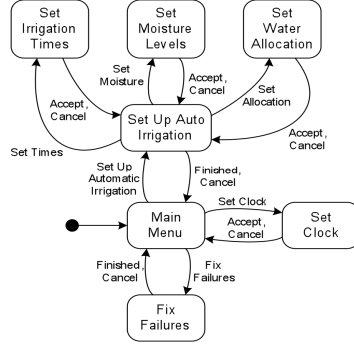 Set
Irrigation
Times
Set
Moisture
Levels
Set
Water
Allocation
Set
Moisture
Accept,
Cancel
Accept,
Cancel
Set
Allocation
Set Up Auto
Irrigation
Accept,
Cancel
Set Times
Set Up
Automatic
Irrigation
Finished,
Cancel
Main
Menu
Set Clock
Accept,
Cancel
Set
Clock
Finished,
Cancel
Fix
Failures
Fix
Failures